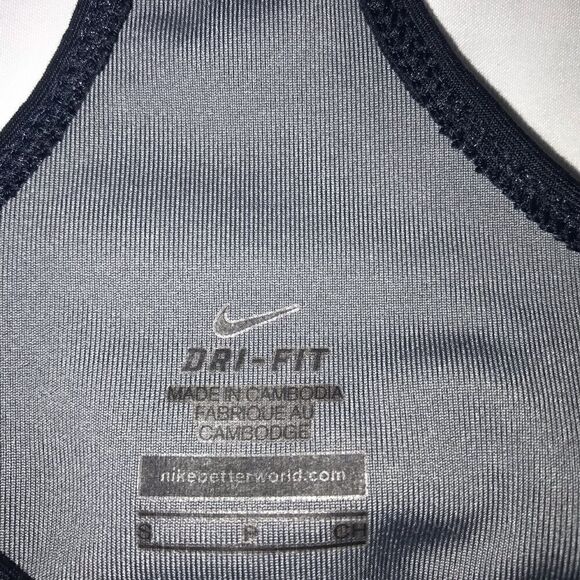 DRI-FIT
MADE IN CAMBODIA
FABRIQUE AU
CAMBODGE
nikebetterworld.com
S P CH